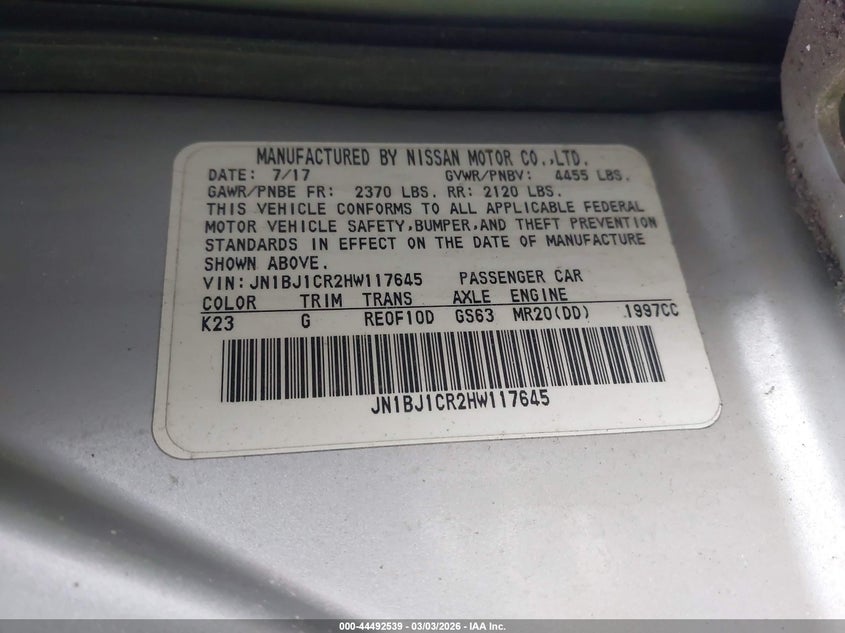 MANUFACTURED BY NISSAN MOTOR CO.,LTD.
DATE: 7/17 GVWR/PNBV: 4455 LBS.
GAWR/PNBE FR: 2370 LBS. RR: 2120 LBS.
THIS VEHICLE CONFORMS TO ALL APPLICABLE FEDERAL
MOTOR VEHICLE SAFETY,BUMPER,AND THEFT PREVENTION
STANDARDS IN EFFECT ON THE DATE OF MANUFACTURE
SHOWN ABOVE.
VIN: JN1BJ1CR2HW117645 PASSENGER CAR
COLOR TRIM TRANS AXLE ENGINE
K23 G RE0F10D GS63 MR20(DD) 1997CC
JN1BJ1CR2HW117645
000-44492539 - 03/03/2026 - IAA Inc.